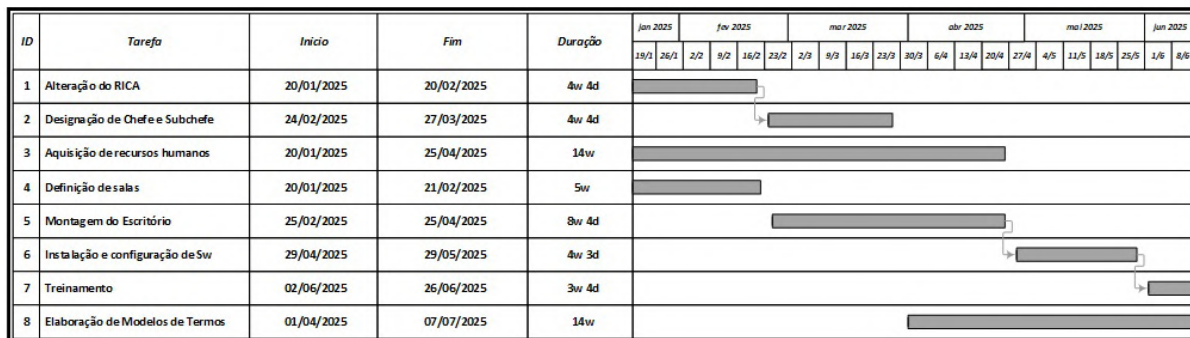 ID Tarefa Início Fim Duração jan 2025 fev 2025 mar 2025 abr 2025 mai 2025 jun 2025
19/1 26/1 2/2 9/2 16/2 23/2 2/3 9/3 16/3 23/3 30/3 6/4 13/4 20/4 27/4 4/5 11/5 18/5 25/5 1/6 8/6
1 Alteração do RICA 20/01/2025 20/02/2025 4w 4d
2 Designação de Chefe e Subchefe 24/02/2025 27/03/2025 4w 4d
3 Aquisição de recursos humanos 20/01/2025 25/04/2025 14w
4 Definição de salas 20/01/2025 21/02/2025 5w
5 Montagem do Escritório 25/02/2025 25/04/2025 8w 4d
6 Instalação e configuração de Sw 29/04/2025 29/05/2025 4w 3d
7 Treinamento 02/06/2025 26/06/2025 3w 4d
8 Elaboração de Modelos de Termos 01/04/2025 07/07/2025 14w